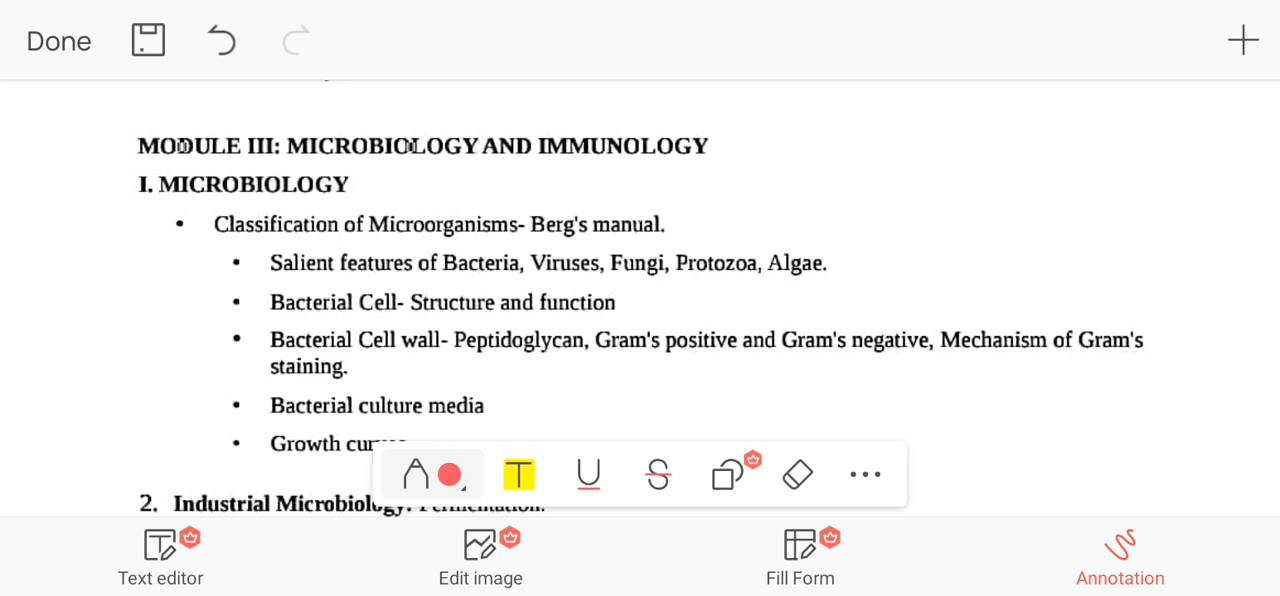 Done
MODULE III: MICROBIOLOGY AND IMMUNOLOGY
I. MICROBIOLOGY
• Classification of Microorganisms- Berg's manual.
• Salient features of Bacteria, Viruses, Fungi, Protozoa, Algae.
• Bacterial Cell- Structure and function
• Bacterial Cell wall- Peptidoglycan, Gram's positive and Gram's negative, Mechanism of Gram's
staining.
• Bacterial culture media
• Growth
2. Industrial Microbiology:
Text editor
Edit image
Fill Form
Annotation